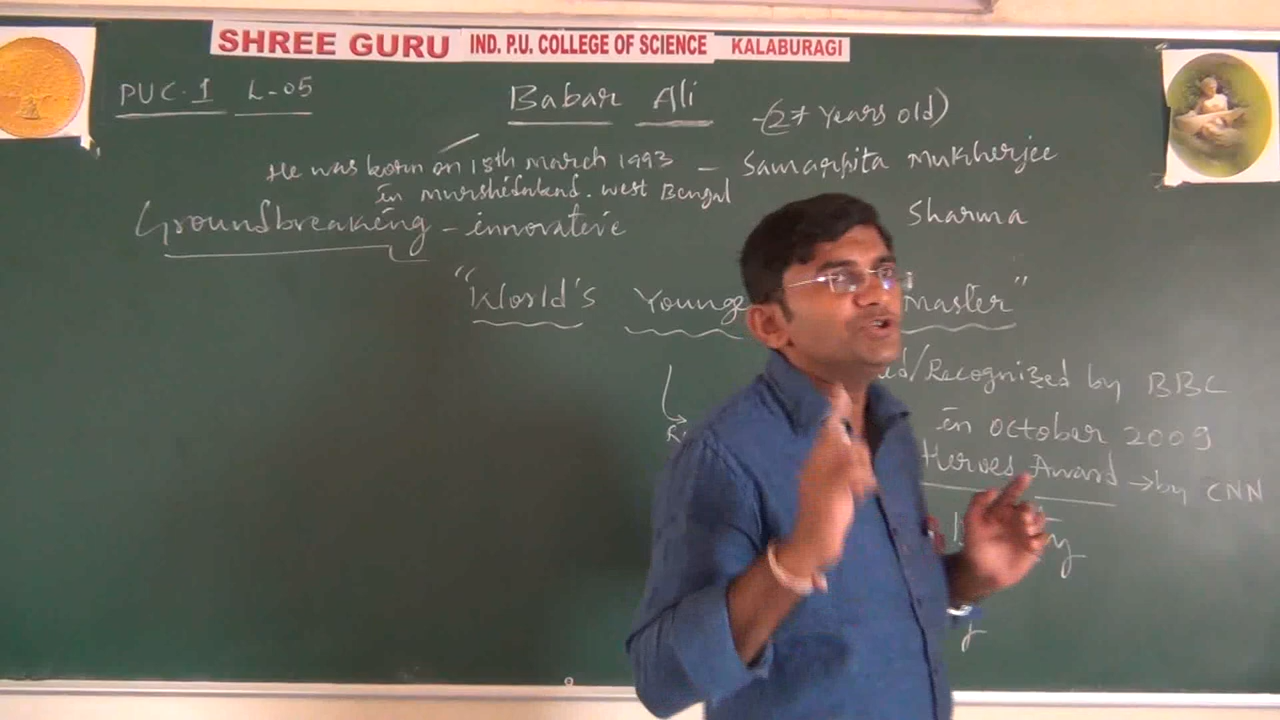 SHREE GURU IND. P.U. COLLEGE OF SCIENCE KALABURAGI
PUC-1 L-05
Babar Ali
-(27 Years old)
He was born on 18th March 1993 - Samarpita Mukherjee
in Murshidabad. West Bengal
Sharma
Groundbreaking - innovative
"World's Young master"
/Recognized by BBC
in October 2009
Heroes Award → by CNN